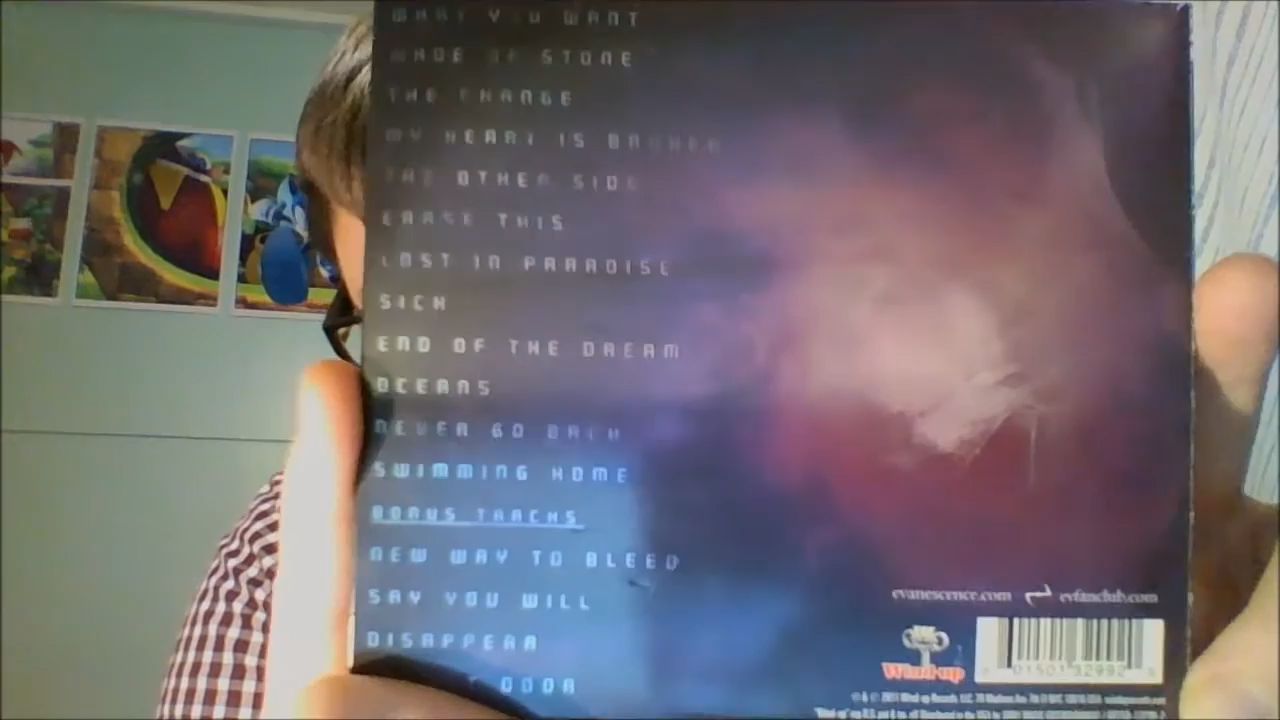 WHAT YOU WANT
MADE OF STONE
THE CHANGE
MY HEART IS BROKEN
THE OTHER SIDE
ERASE THIS
LOST IN PARADISE
SICK
END OF THE DREAM
OCEANS
NEVER GO BACK
SWIMMING HOME
BONUS TRACKS
NEW WAY TO BLEED
SAY YOU WILL
DISAPPEAR
DOOR
evanescence.com evfanclub.com
Wind-up